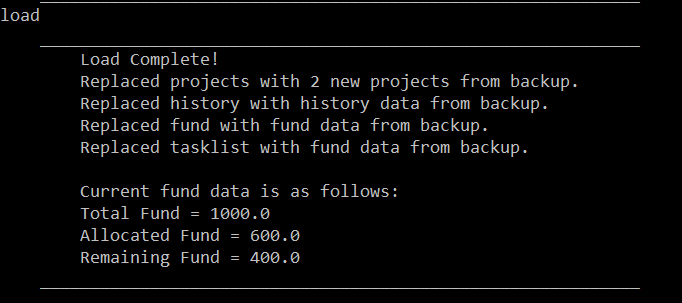 load
Load Complete!
Replaced projects with 2 new projects from backup.
Replaced history with history data from backup.
Replaced fund with fund data from backup.
Replaced tasklist with fund data from backup.
Current fund data is as follows:
Total Fund = 1000.0
Allocated Fund = 600.0
Remaining Fund = 400.0